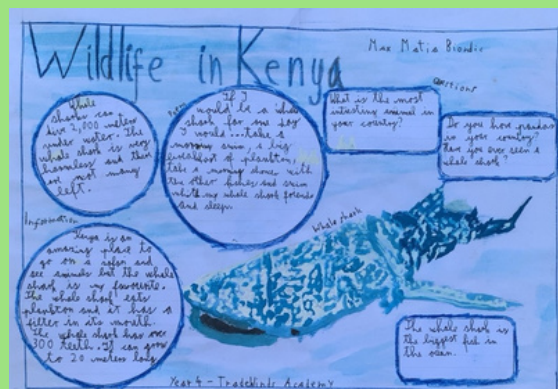 Wildlife in Kenya
Max Matia Biondic
Whale
sharks can
dive 2,000 meters
under water. The
whale shark is very
harmless and there
are not many
left.
Poem
If I
would be a whale
shark for one day
I would...take a
morning swim, a big
breakfast of plankton,
take a morning dance with
the other fishes and swim
with my whale shark friends
and sleep.
Questions
What is the most
intresting animal in
your country?
Do you have pandas
in your country?
Have you ever seen a
whale shark?
Information
Kenya is an
amazing place to
go on a safari and
see animals but the whale
shark is my favourite.
The whale shark eats
plankton and it has a
filter in its mouth.
The whale shark has over
300 teeth. It can grow
to 20 meters long
Whale shark
The whale shark is
the biggest fish in
the ocean.
Year 4 - Tradewinds Academy